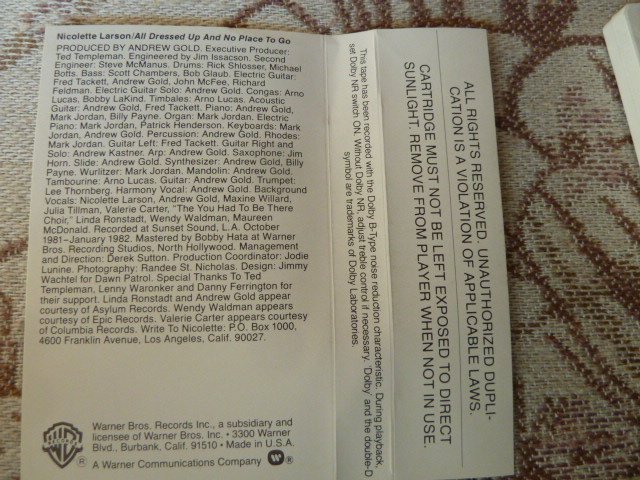 Nicolette Larson/All Dressed Up And No Place To Go
PRODUCED BY ANDREW GOLD. Executive Producer:
Ted Templeman. Engineered by Jim Issacson. Second
Engineer: Steve McManus. Drums: Rick Shlosser, Michael
Botts. Bass: Scott Chambers, Bob Glaub. Electric Guitar:
Fred Tackett, Andrew Gold, John McFee, Richard
Feldman. Electric Guitar Solo: Andrew Gold. Congas: Arno
Lucas, Bobby LaKind. Timbales: Arno Lucas. Acoustic
Guitar: Andrew Gold, Fred Tackett. Piano: Andrew Gold,
Mark Jordan, Billy Payne. Organ: Mark Jordan. Electric
Piano: Mark Jordan, Patrick Henderson. Keyboards: Mark
Jordan, Andrew Gold. Percussion: Andrew Gold. Rhodes:
Mark Jordan. Guitar Left: Fred Tackett. Guitar Right and
Solo: Andrew Kastner. Arp: Andrew Gold. Saxophone: Jim
Horn. Slide: Andrew Gold. Synthesizer: Andrew Gold, Billy
Payne. Wurlitzer: Mark Jordan. Mandolin: Andrew Gold.
Tambourine: Arno Lucas. Guitar: Andrew Gold. Trumpet:
Lee Thornberg. Harmony Vocal: Andrew Gold. Background
Vocals: Nicolette Larson, Andrew Gold, Maxine Willard,
Julia Tillman, Valerie Carter, "The You Had To Be There
Choir," Linda Ronstadt, Wendy Waldman, Maureen
McDonald. Recorded at Sunset Sound, L.A. October
1981–January 1982. Mastered by Bobby Hata at Warner
Bros. Recording Studios, North Hollywood. Management
and Direction: Derek Sutton. Production Coordinator: Jodie
Lunine. Photography: Randee St. Nicholas. Design: Jimmy
Wachtel for Dawn Patrol. Special Thanks To Ted
Templeman, Lenny Waronker and Danny Ferrington for
their support. Linda Ronstadt and Andrew Gold appear
courtesy of Asylum Records. Wendy Waldman appears
courtesy of Epic Records. Valerie Carter appears courtesy
of Columbia Records. Write To Nicolette: P.O. Box 1000,
4600 Franklin Avenue, Los Angeles, Calif. 90027.
WB
Warner Bros. Records Inc., a subsidiary and
licensee of Warner Bros. Inc. • 3300 Warner
Blvd., Burbank, Calif. 91510 • Made in U.S.A.
® A Warner Communications Company ®
This tape has been recorded with the Dolby B-Type noise reduction characteristic. During playback,
set Dolby NR switch ON. Without Dolby NR, adjust treble control if necessary. 'Dolby' and the double-D
symbol are trademarks of Dolby Laboratories.
ALL RIGHTS RESERVED. UNAUTHORIZED DUPLI-
CATION IS A VIOLATION OF APPLICABLE LAWS.
CARTRIDGE MUST NOT BE LEFT EXPOSED TO DIRECT
SUNLIGHT. REMOVE FROM PLAYER WHEN NOT IN USE.